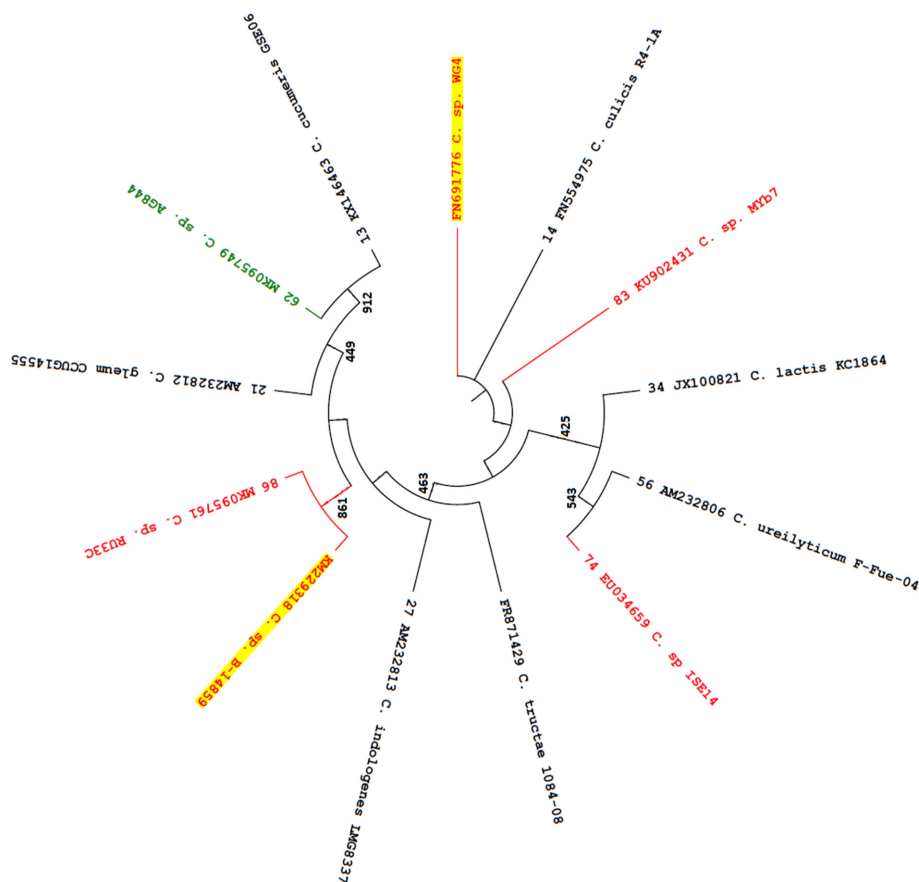 FN691776 C. sp. WG4
14 FN554975 C. culicis R4-1A
83 KU902431 C. sp. MYb7
34 JX100821 C. lactis KC1864
425
56 AM232806 C. ureilyticum F-Fue-04
543
74 EU034659 C. sp ISE14
FR871429 C. tructae 1084-08
463
27 AM232813 C. indologenes LMG8337
KM229318 C. sp. B-14859
861
86 MK095761 C. sp. RU33C
21 AM232812 C. gleum CCUG14555
449
62 MK095749 C. sp. AG844
912
13 KX146463 C. cucumeris GSE06